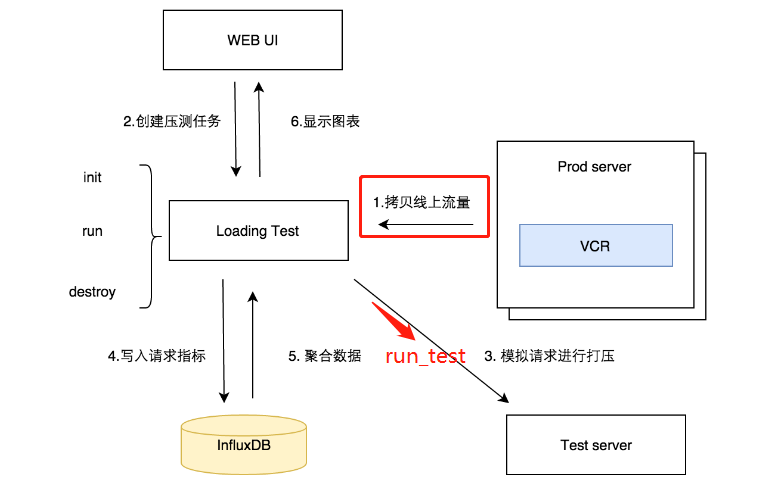 WEB UI
2.创建压测任务
6.显示图表
Prod server
init
1.拷贝线上流量
run
Loading Test
VCR
destroy
4.写入请求指标
5. 聚合数据
run_test
3. 模拟请求进行打压
InfluxDB
Test server